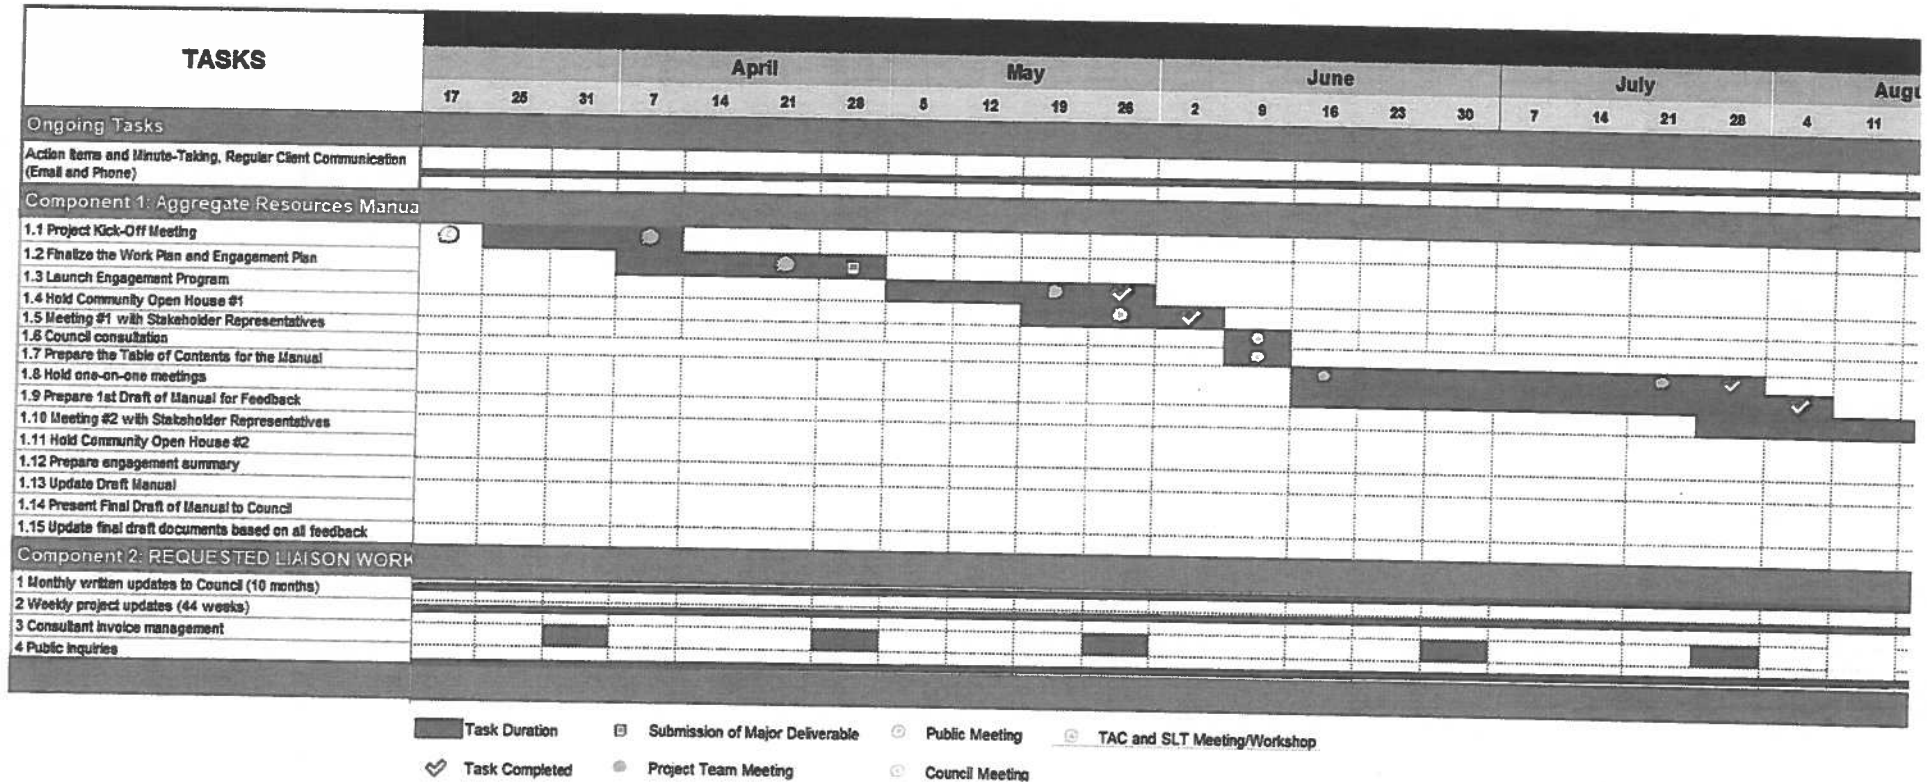 TASKS
April May June July Augu
17 25 31 7 14 21 28 5 12 19 26 2 9 16 23 30 7 14 21 28 4 11
Ongoing Tasks
Action Items and Minute-Taking, Regular Client Communication
(Email and Phone)
Component 1: Aggregate Resources Manua
1.1 Project Kick-Off Meeting
1.2 Finalize the Work Plan and Engagement Plan
1.3 Launch Engagement Program
1.4 Hold Community Open House #1
1.5 Meeting #1 with Stakeholder Representatives
1.6 Council consultation
1.7 Prepare the Table of Contents for the Manual
1.8 Hold one-on-one meetings
1.9 Prepare 1st Draft of Manual for Feedback
1.10 Meeting #2 with Stakeholder Representatives
1.11 Hold Community Open House #2
1.12 Prepare engagement summary
1.13 Update Draft Manual
1.14 Present Final Draft of Manual to Council
1.15 Update final draft documents based on all feedback
Component 2: REQUESTED LIAISON WORK
1 Monthly written updates to Council (10 months)
2 Weekly project updates (44 weeks)
3 Consultant invoice management
4 Public inquiries
Task Duration Submission of Major Deliverable Public Meeting TAC and SLT Meeting/Workshop
Task Completed Project Team Meeting Council Meeting